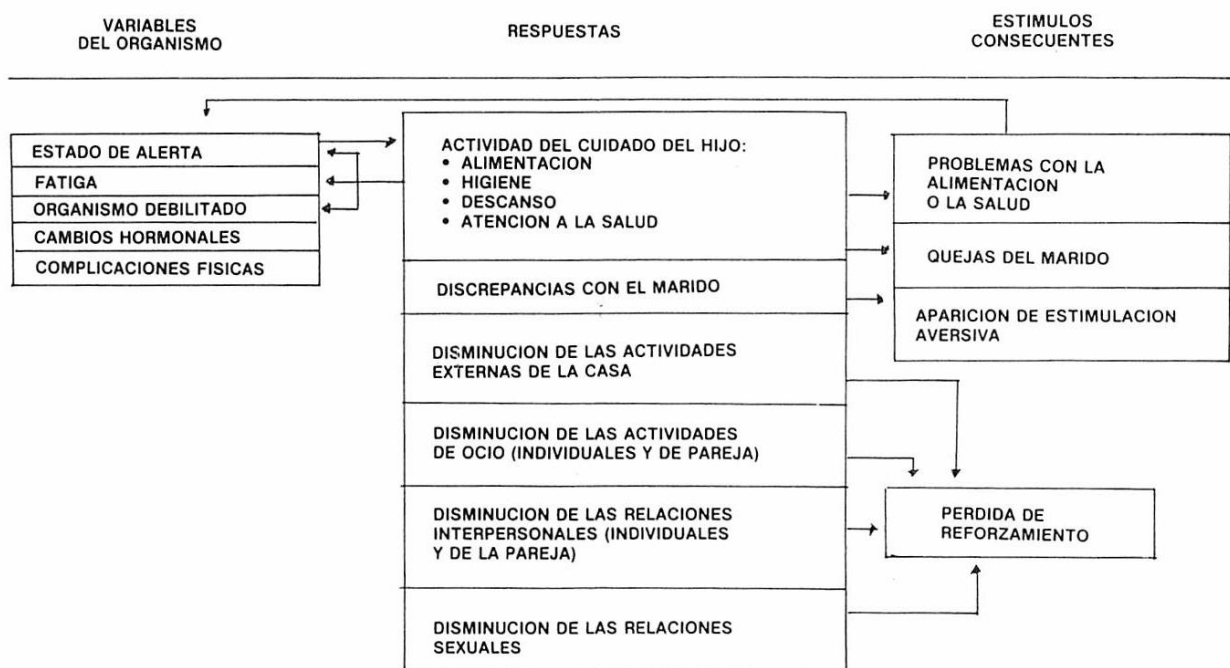 VARIABLES
DEL ORGANISMO
RESPUESTAS
ESTIMULOS
CONSECUENTES
ESTADO DE ALERTA
FATIGA
ORGANISMO DEBILITADO
CAMBIOS HORMONALES
COMPLICACIONES FISICAS
ACTIVIDAD DEL CUIDADO DEL HIJO:
• ALIMENTACION
• HIGIENE
• DESCANSO
• ATENCION A LA SALUD
DISCREPANCIAS CON EL MARIDO
DISMINUCION DE LAS ACTIVIDADES
EXTERNAS DE LA CASA
DISMINUCION DE LAS ACTIVIDADES
DE OCIO (INDIVIDUALES Y DE PAREJA)
DISMINUCION DE LAS RELACIONES
INTERPERSONALES (INDIVIDUALES
Y DE LA PAREJA)
DISMINUCION DE LAS RELACIONES
SEXUALES
PROBLEMAS CON LA
ALIMENTACION
O LA SALUD
QUEJAS DEL MARIDO
APARICION DE ESTIMULACION
AVERSIVA
PERDIDA DE
REFORZAMIENTO